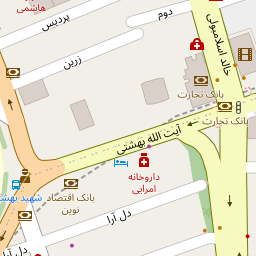 هاشمی
پردیس
دوم
زرین
خالد اسلامبولی
بانک تجارت
بانک تجارت
آیت الله بهشتی
داروخانه
امرایی
بانک اقتصاد
نوین
شهید بهشتی
دل آرا
دل آرا